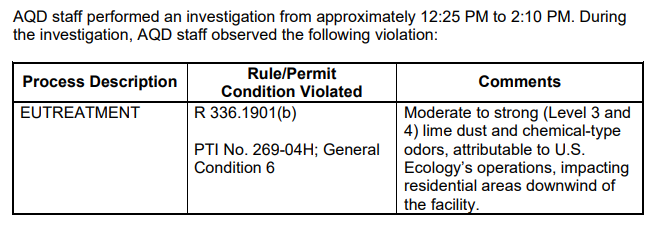 AQD staff performed an investigation from approximately 12:25 PM to 2:10 PM. During
the investigation, AQD staff observed the following violation:
Process Description
Rule/Permit
Condition Violated
Comments
EUTREATMENT
R 336.1901(b)
PTI No. 269-04H; General
Condition 6
Moderate to strong (Level 3 and
4) lime dust and chemical-type
odors, attributable to U.S.
Ecology’s operations, impacting
residential areas downwind of
the facility.